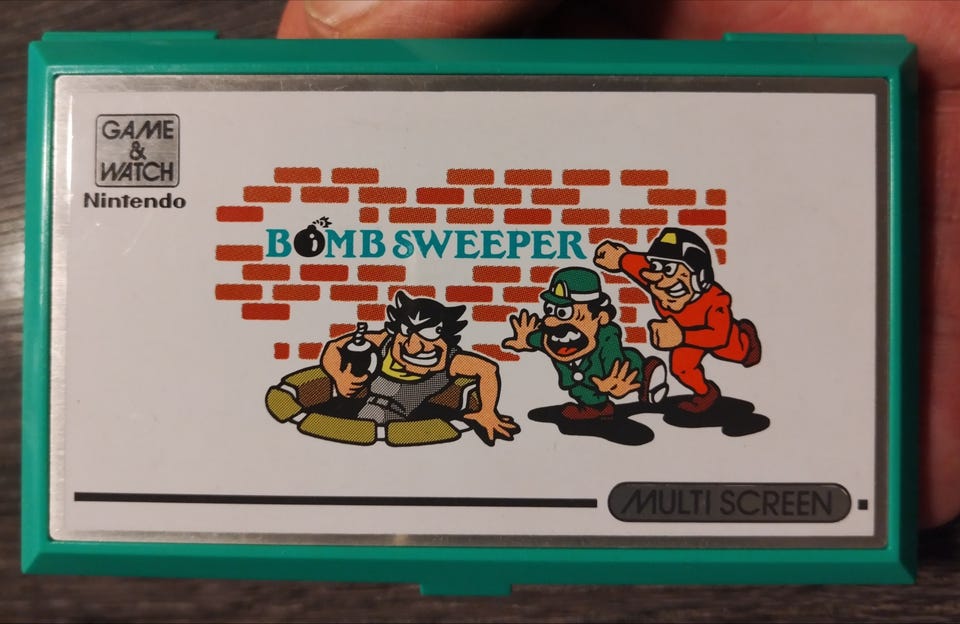 GAME
&
WATCH
Nintendo
BOMB SWEEPER
MULTI SCREEN